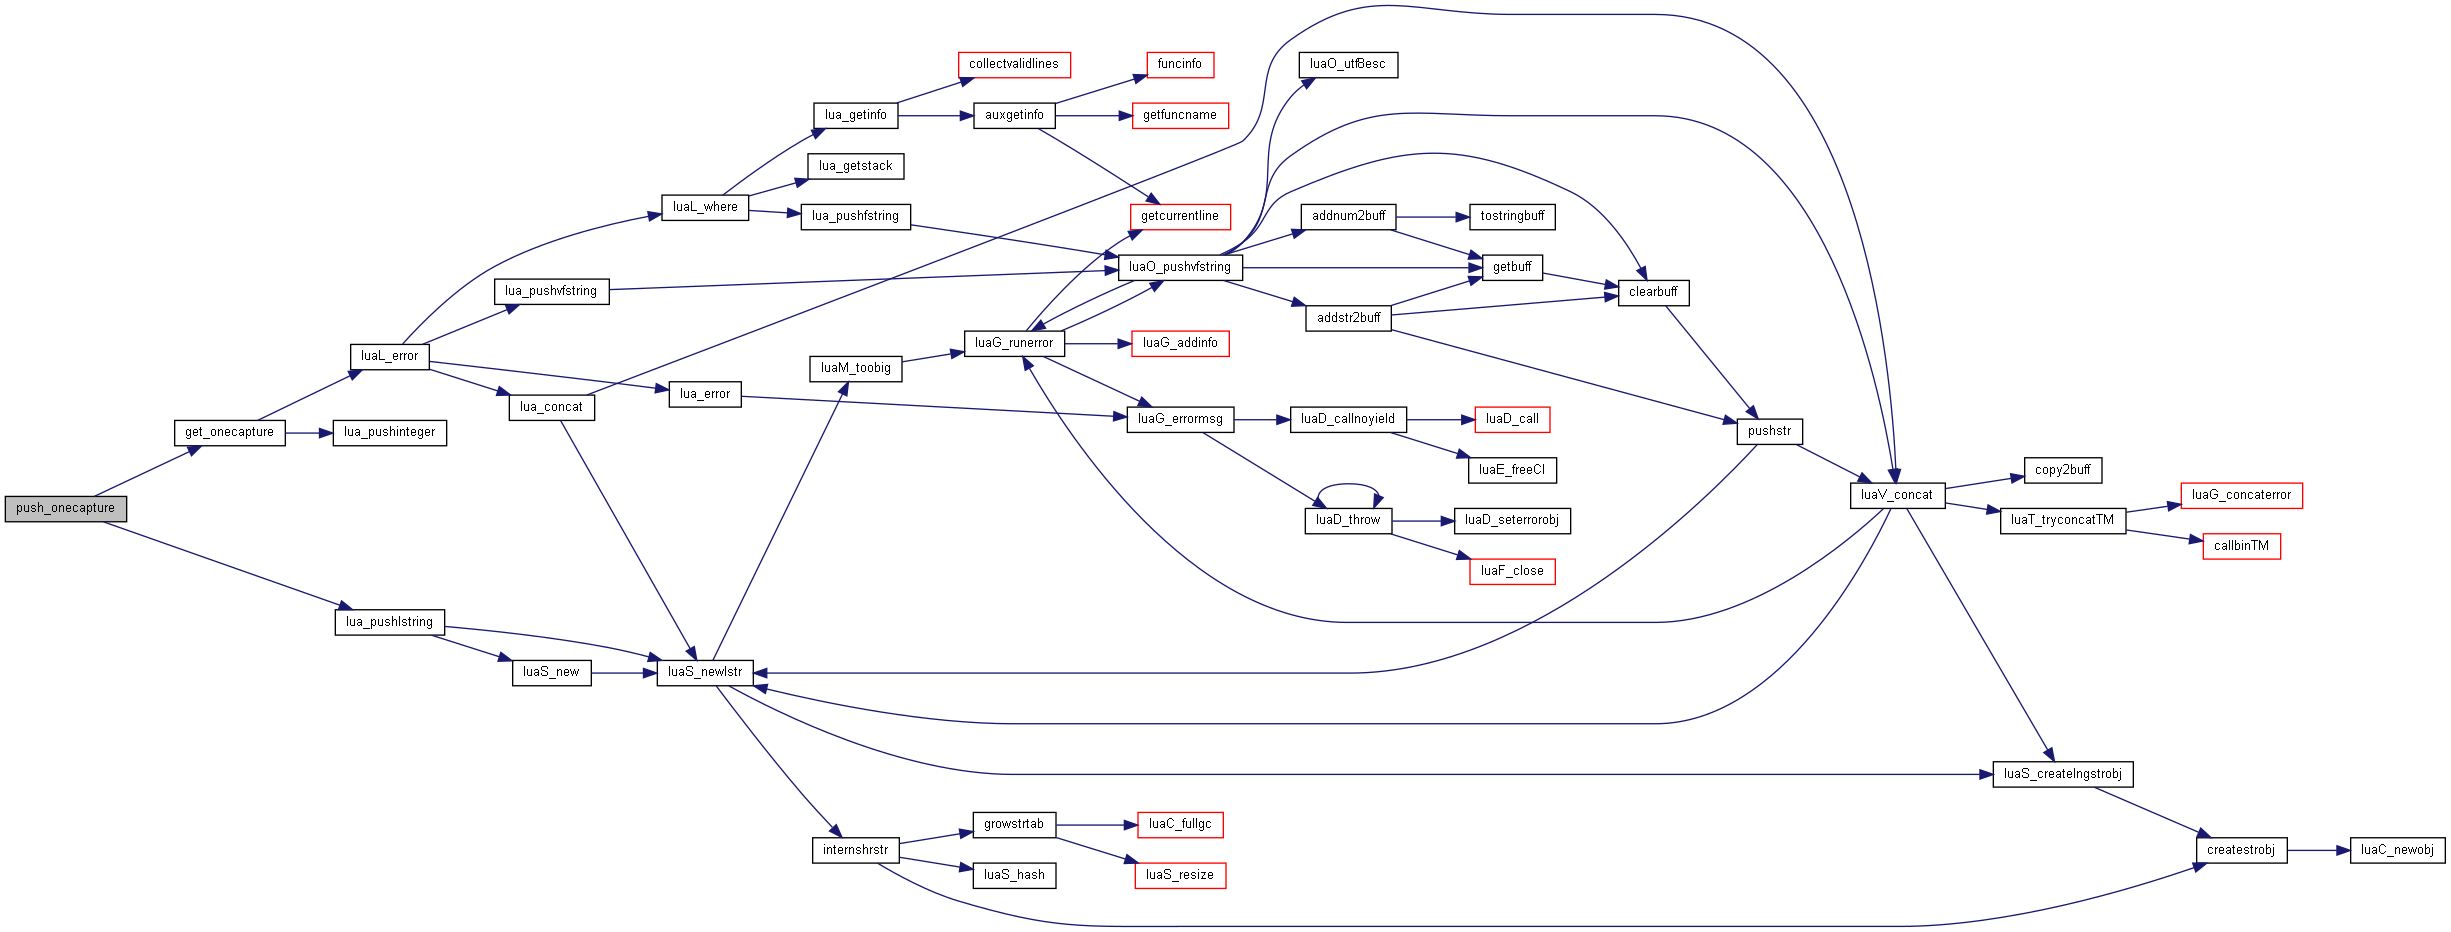 push_onecapture
get_onecapture
luaL_error
luaL_where
lua_getinfo
collectvalidlines
auxgetinfo
funcinfo
getfuncname
getcurrentline
lua_getstack
lua_pushfstring
luaO_pushvfstring
luaO_utf8esc
addnum2buff
tostringbuff
getbuff
clearbuff
addstr2buff
pushstr
lua_pushvfstring
lua_concat
lua_error
lua_pushinteger
luaM_toobig
luaG_runerror
luaG_addinfo
luaG_errormsg
luaD_callnoyield
luaD_call
luaE_freeCI
luaD_throw
luaD_seterrorobj
luaF_close
luaV_concat
copy2buff
luaT_tryconcatTM
luaG_concaterror
callbinTM
lua_pushlstring
luaS_new
luaS_newlstr
luaS_createlngstrobj
internshrstr
growstrtab
luaC_fullgc
luaS_resize
luaS_hash
createstrobj
luaC_newobj